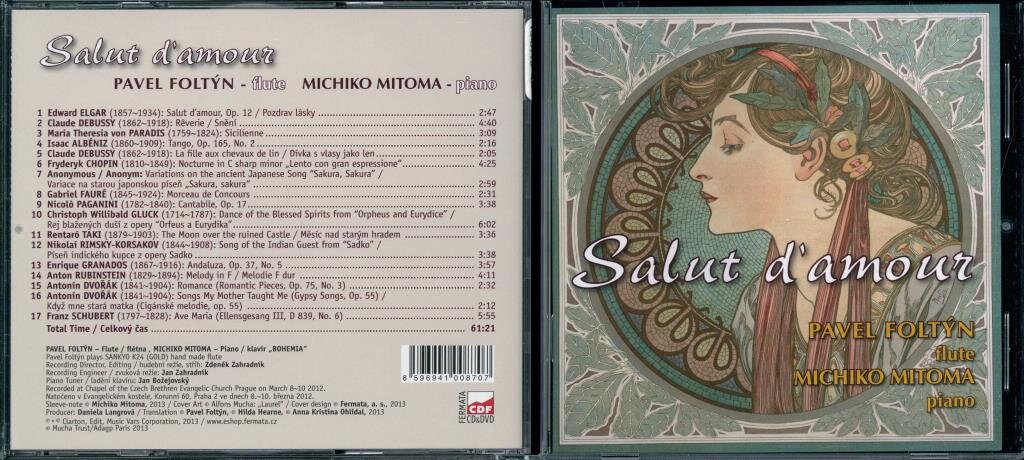 Salut d'amour
PAVEL FOLTÝN - flute   MICHIKO MITOMA - piano
1 Edward ELGAR (1857~1934): Salut d'amour, Op. 12 / Pozdrav lásky 2:47
2 Claude DEBUSSY (1862~1918): Rêverie / Snění 4:40
3 Maria Theresia von PARADIS (1759~1824): Sicilienne 3:09
4 Isaac ALBÉNIZ (1860~1909): Tango, Op. 165, No. 2 2:16
5 Claude DEBUSSY (1862~1918): La fille aux chevaux de lin / Dívka s vlasy jako len 2:05
6 Fryderyk CHOPIN (1810~1849): Nocturne in C sharp minor „Lento con gran espressione“ 4:25
7 Anonymous / Anonym: Variations on the ancient Japanese Song “Sakura, Sakura” /
Variace na starou japonskou píseň „Sakura, sakura“ 2:59
8 Gabriel FAURÉ (1845~1924): Morceau de Concours 2:31
9 Nicolò PAGANINI (1782~1840): Cantabile, Op. 17 3:38
10 Christoph Willibald GLUCK (1714~1787): Dance of the Blessed Spirits from “Orpheus and Eurydice” /
Rej blažených duší z opery “Orfeus a Eurydika” 6:02
11 Rentaró TAKI (1879~1903): The Moon over the ruined Castle / Měsíc nad starým hradem 3:36
12 Nikolai RIMSKY-KORSAKOV (1844~1908): Song of the Indian Guest from “Sadko” /
Píseň indického kupce z opery Sadko 3:38
13 Enrique GRANADOS (1867~1916): Andaluza, Op. 37, No. 5 3:57
14 Anton RUBINSTEIN (1829~1894): Melody in F / Melodie F dur 4:11
15 Antonín DVOŘÁK (1841~1904): Romance (Romantic Pieces, Op. 75, No. 3) 2:32
16 Antonín DVOŘÁK (1841~1904): Songs My Mother Taught Me (Gypsy Songs, Op. 55) /
Když mne stará matka (Cigánské melodie, op. 55) 2:12
17 Franz SCHUBERT (1797~1828): Ave Maria (Ellensgesang III, D 839, No. 6) 5:55
Total Time / Celkový čas 61:21
PAVEL FOLTÝN – Flute / flétna , MICHIKO MITOMA – Piano / klavír „BOHEMIA“
Pavel Foltýn plays SANKYO K24 (GOLD) hand made flute
Recording Director, Editing / hudební režie, střih: Zdeněk Zahradník
Recording Engineer / zvuková režie: Jan Zahradník
Piano Tuner / ladění klavíru: Jan Božejovský
Recorded at Chapel of the Czech Brethren Evangelic Church Prague on March 8–10 2012.
Natočeno v Evangelickém kostele, Korunní 60, Praha 2 ve dnech 8.~10. března 2012.
Sleeve-note © Michiko Mitoma, 2013 / Cover Art © Alfons Mucha: „Laurel“ / Cover design © Fermata, a. s., 2013
Producer: Daniela Langrová / Translation © Pavel Foltýn, © Hilda Hearne, © Anna Kristina Ohlidal, 2013
© Clarton, Edit, Music Vars Corporation, 2013 / www.eshop.fermata.cz
© Mucha Trust/Adagp Paris 2013
8 596941 008707
FERMATA
CDF
CD&DVD
Salut d'amour
PAVEL FOLTÝN
flute
MICHIKO MITOMA
piano